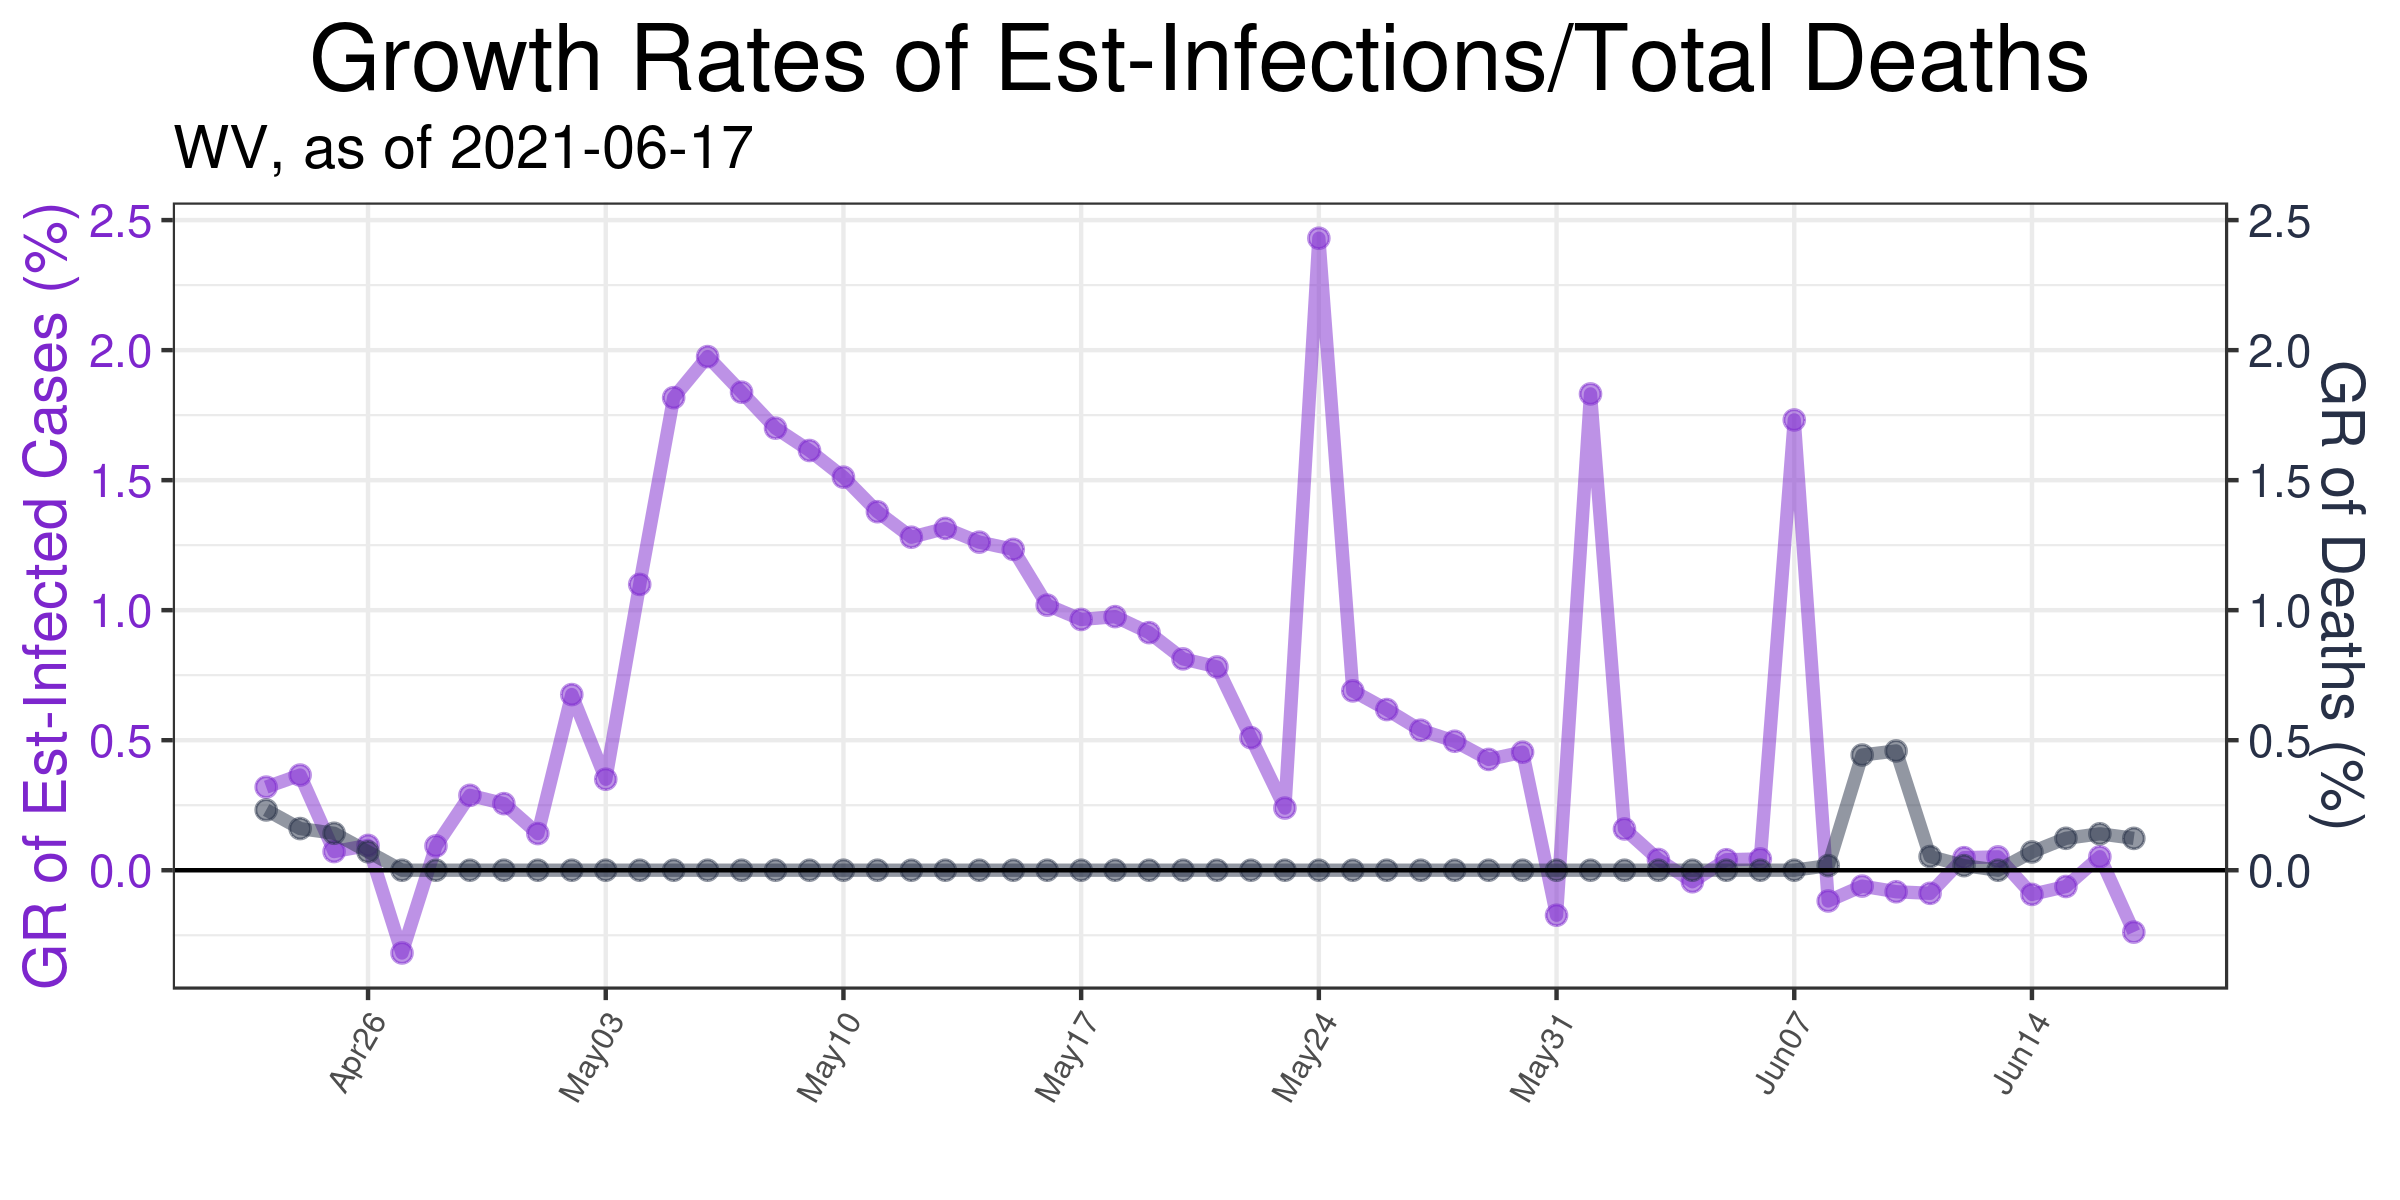 Growth Rates of Est-Infections/Total Deaths
WV, as of 2021-06-17
GR of Est-Infected Cases (%)
2.5
2.0
1.5
1.0
0.5
0.0
2.5
2.0
1.5
1.0
0.5
0.0
GR of Deaths (%)
Apr26
May03
May10
May17
May24
May31
Jun07
Jun14